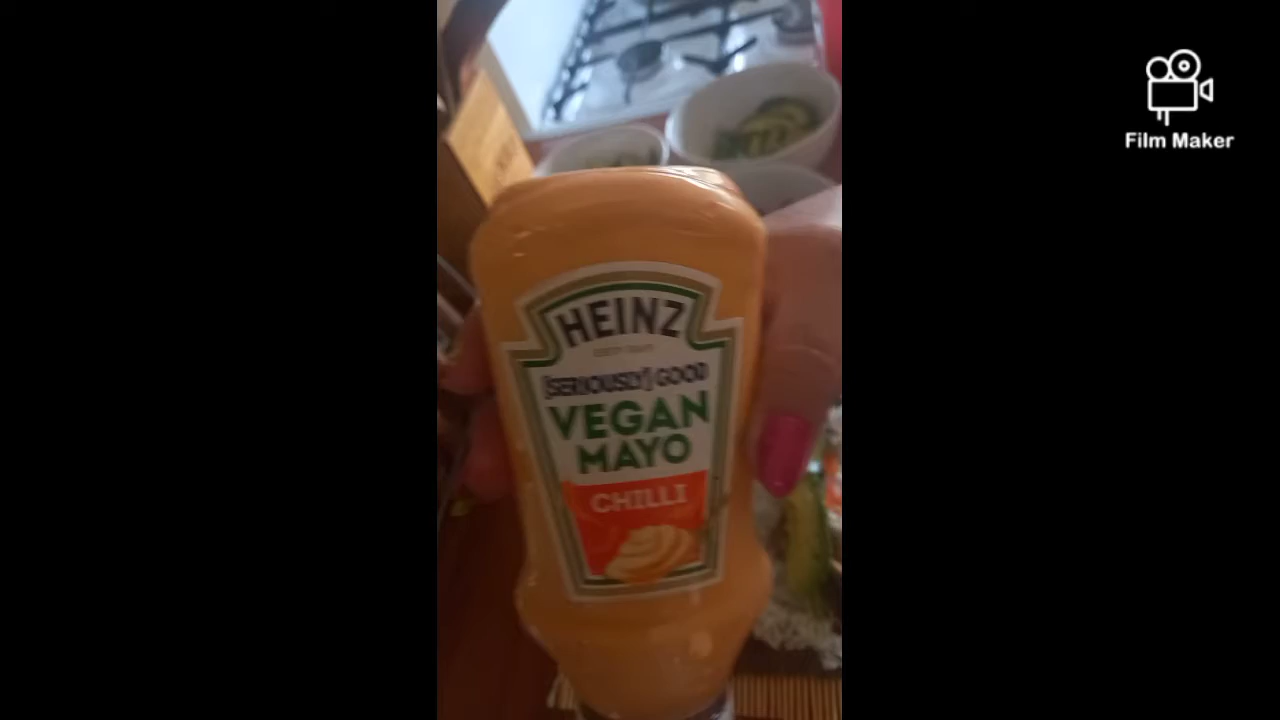 Film Maker
HEINZ
[SERIOUSLY] GOOD
VEGAN
MAYO
CHILLI